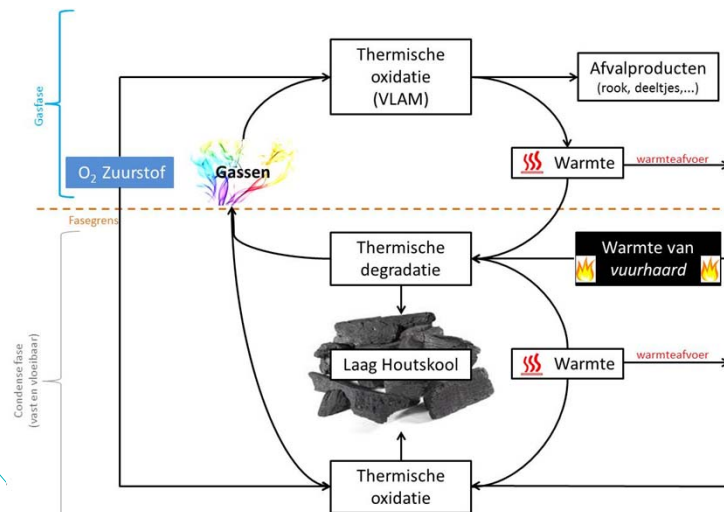 Thermische
oxidatie
(VLAM)
Afvalproducten
(rook, deeltjes,...)
Gasfase
O₂ Zuurstof
Gassen
Warmte
warmteafvoer
Fasegrens
Thermische
degradatie
Warmte van
vuurhaard
Condense fase
(vast en vloeibaar)
Laag Houtskool
Warmte
warmteafvoer
Thermische
oxidatie